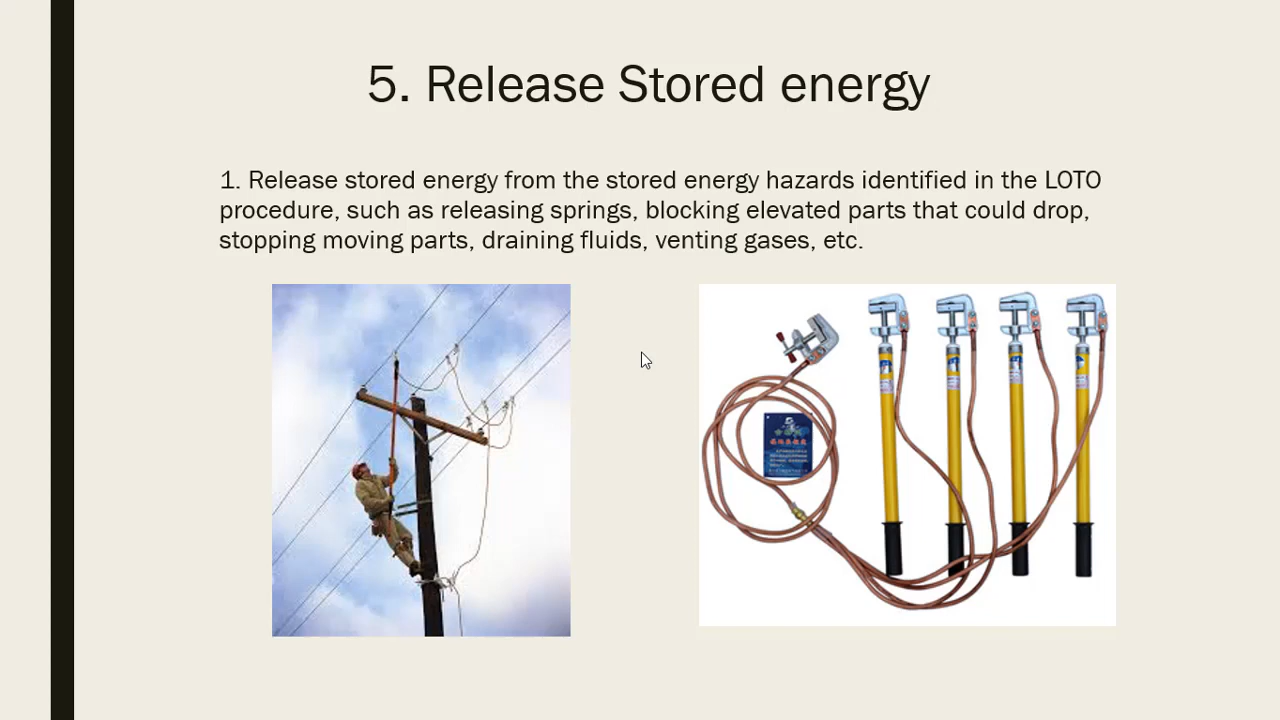 5. Release Stored energy
1. Release stored energy from the stored energy hazards identified in the LOTO
procedure, such as releasing springs, blocking elevated parts that could drop,
stopping moving parts, draining fluids, venting gases, etc.